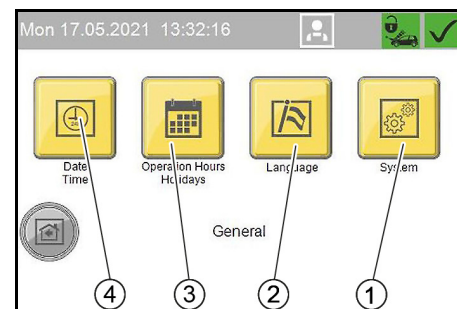 Mon 17.05.2021 13:32:16
24h
Date
Time
Operation Hours
Holidays
Language
System
General
4
3
2
1